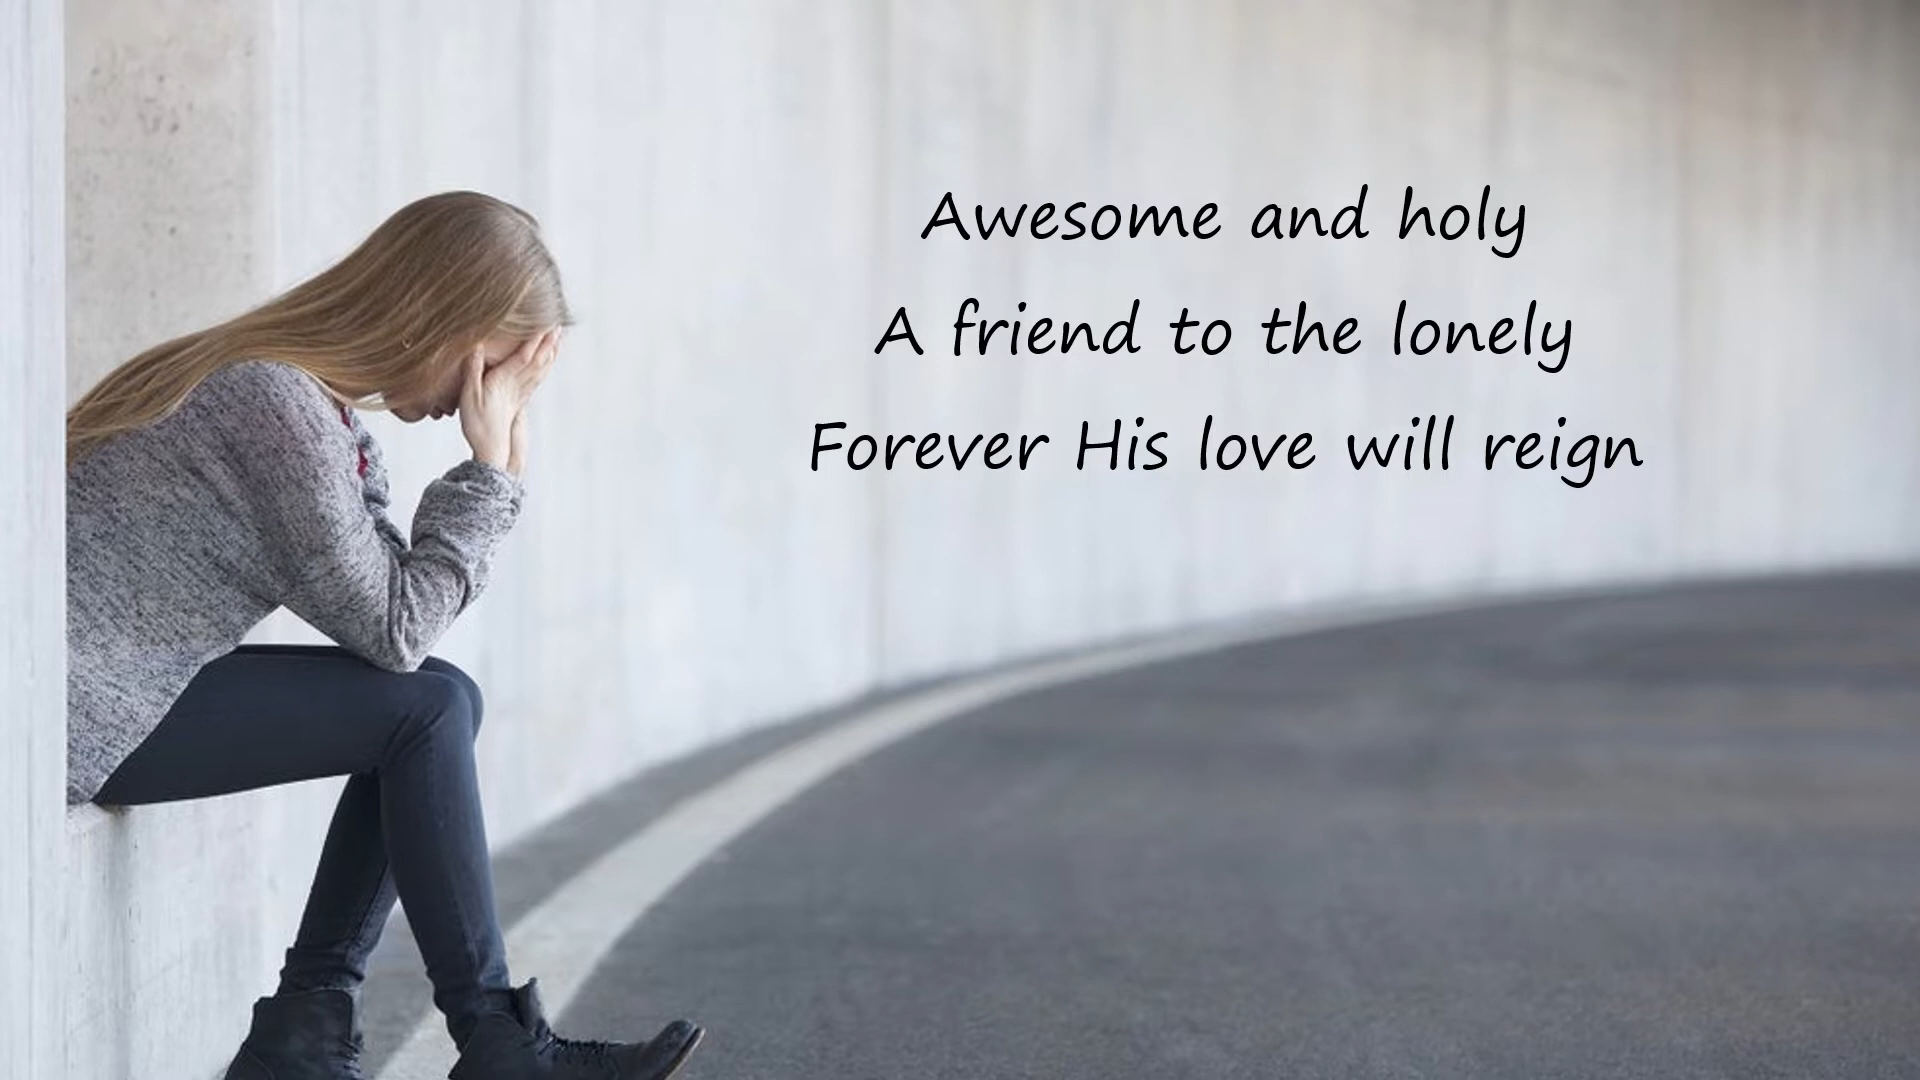 Awesome and holy
A friend to the lonely
Forever His love will reign